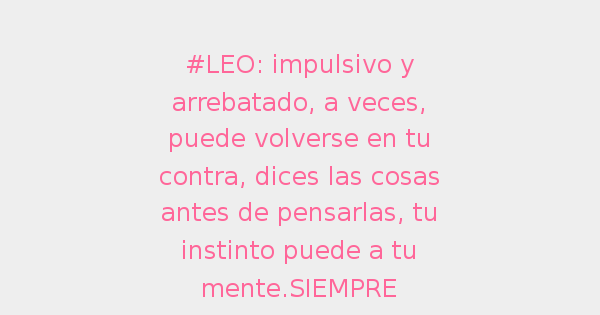 #LEO: impulsivo y
arrebatado, a veces,
puede volverse en tu
contra, dices las cosas
antes de pensarlas, tu
instinto puede a tu
mente.SIEMPRE